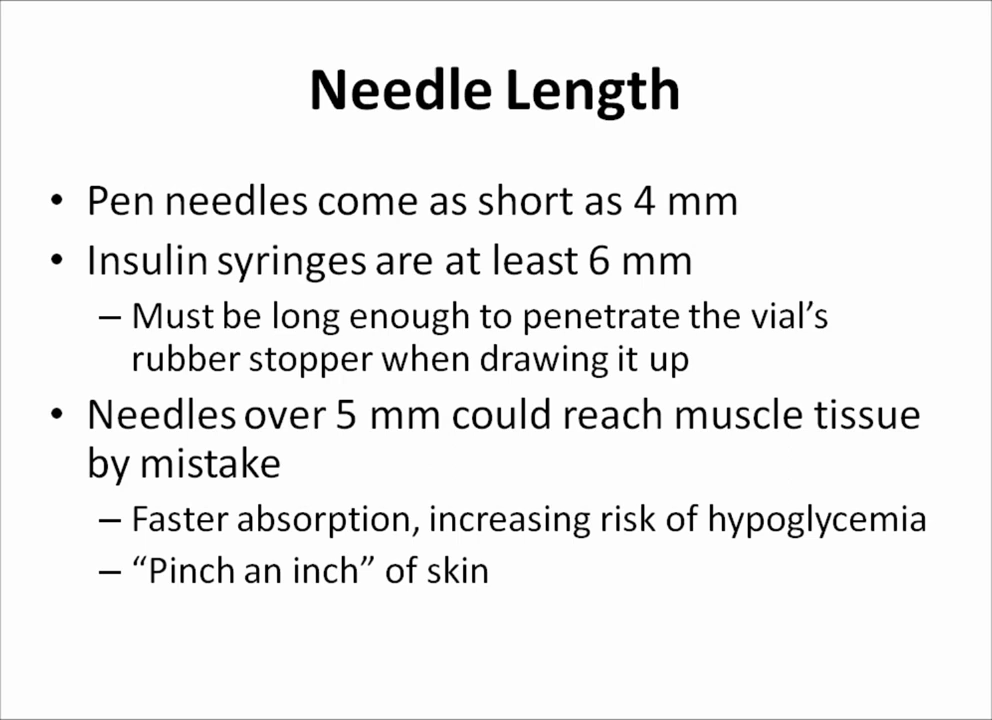 Needle Length
• Pen needles come as short as 4 mm
• Insulin syringes are at least 6 mm
– Must be long enough to penetrate the vial’s
rubber stopper when drawing it up
• Needles over 5 mm could reach muscle tissue
by mistake
– Faster absorption, increasing risk of hypoglycemia
– “Pinch an inch” of skin